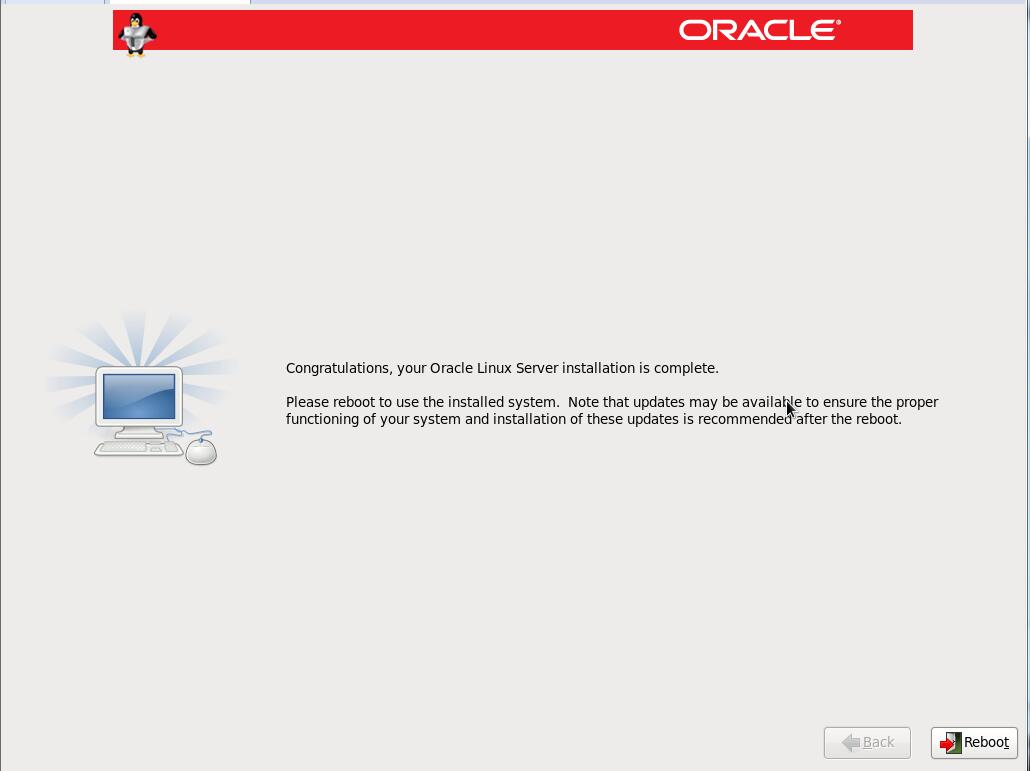 ORACLE®
Congratulations, your Oracle Linux Server installation is complete.
Please reboot to use the installed system.  Note that updates may be available to ensure the proper
functioning of your system and installation of these updates is recommended after the reboot.
Back
Reboot